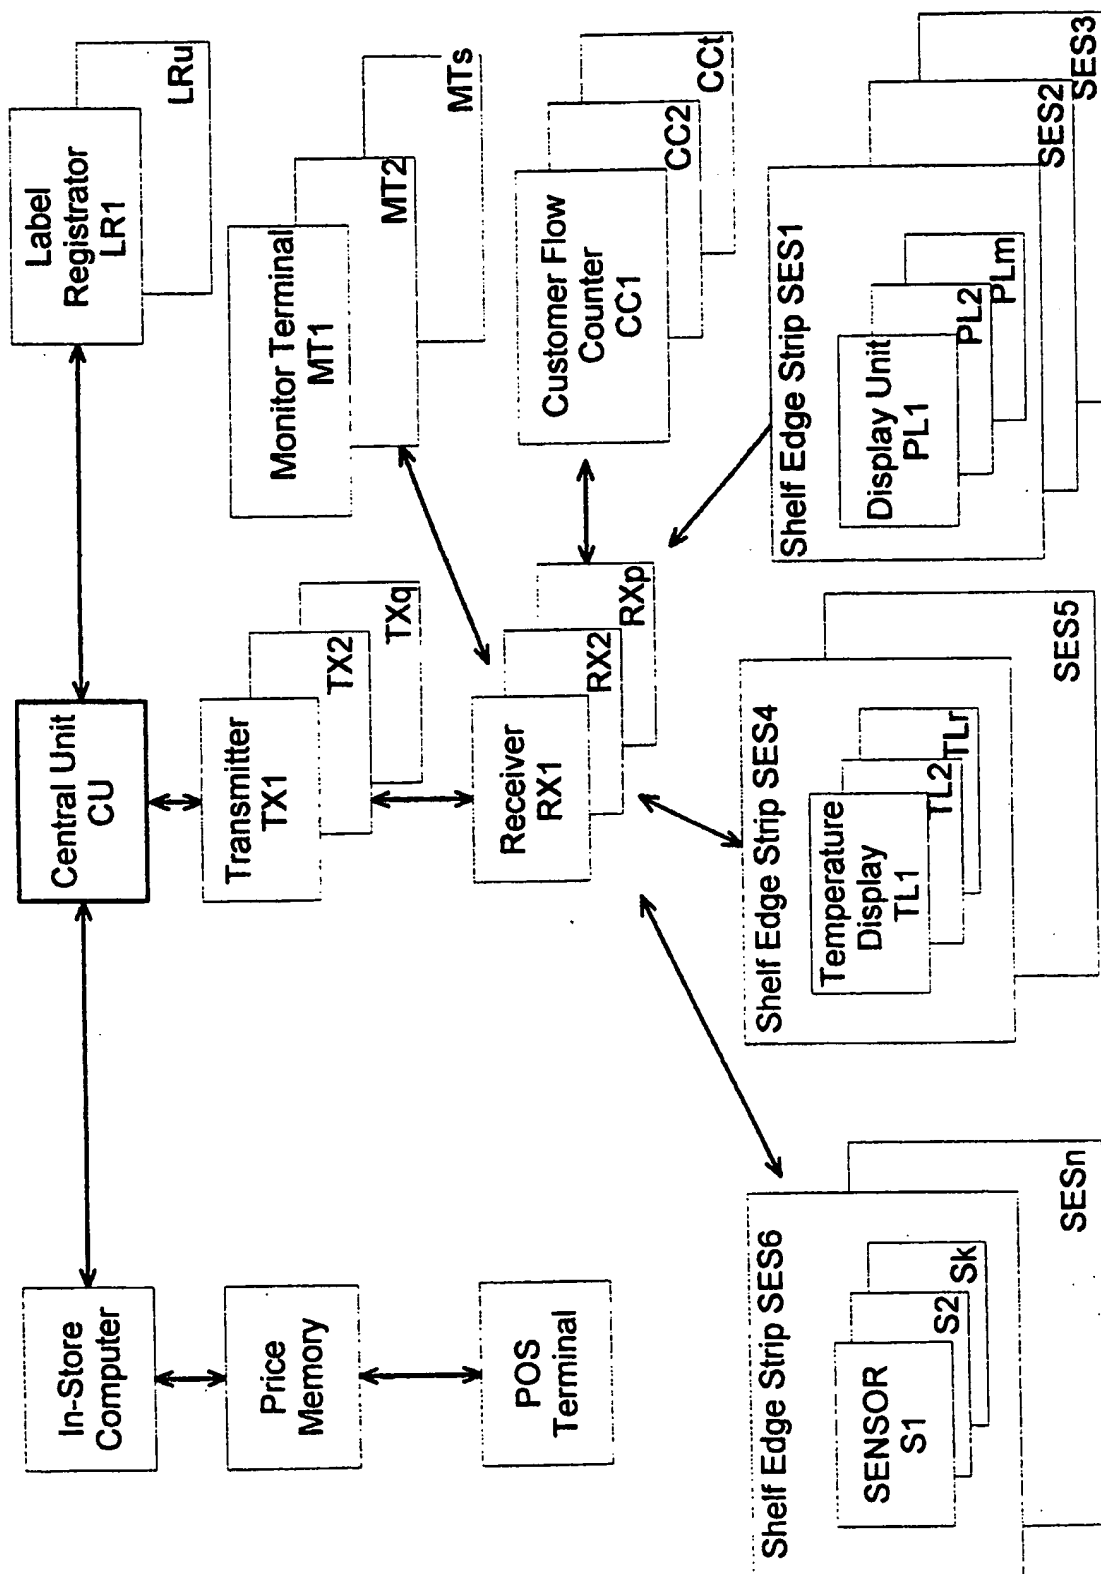 In-Store
Computer
Central Unit
CU
Label
Registrator
LR1
LRu
Price
Memory
Transmitter
TX1
TX2
TXq
Monitor Terminal
MT1
MT2
MTs
POS
Terminal
Receiver
RX1
RX2
RXp
Customer Flow
Counter
CC1
CC2
CCt
Shelf Edge Strip SES6
SENSOR
S1
S2
Sk
SESn
Shelf Edge Strip SES4
Temperature
Display
TL1
TL2
TLr
SES5
Shelf Edge Strip SES1
Display Unit
PL1
PL2
PLm
SES2
SES3